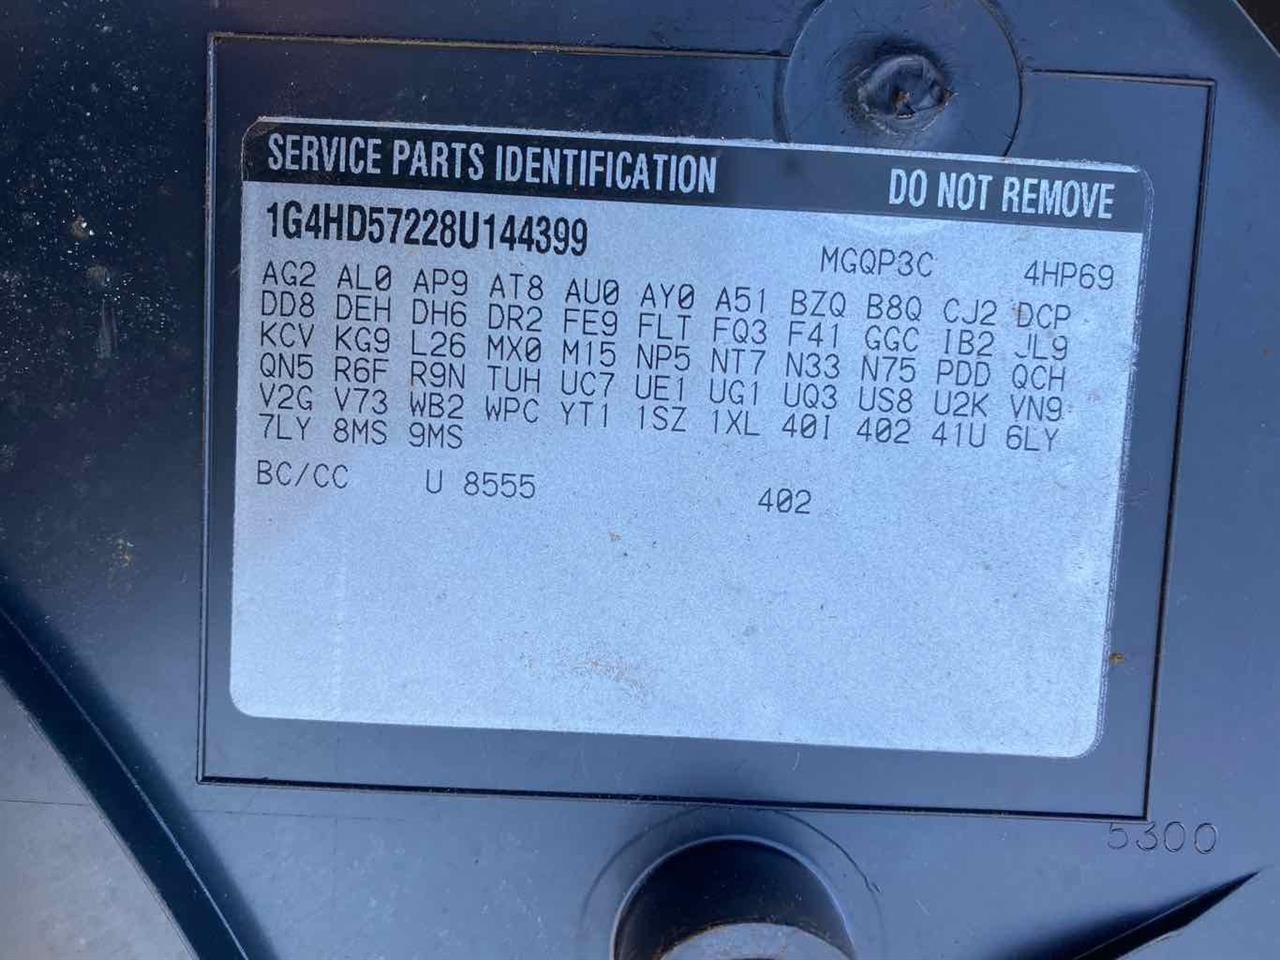 SERVICE PARTS IDENTIFICATION DO NOT REMOVE
1G4HD57228U144399 MGQP3C 4HP69
AG2 AL0 AP9 AT8 AU0 AY0 A51 BZQ B8Q CJ2 DCP
DD8 DEH DH6 DR2 FE9 FLT FQ3 F41 GGC IB2 JL9
KCV KG9 L26 MX0 M15 NP5 NT7 N33 N75 PDD QCH
QN5 R6F R9N TUH UC7 UE1 UG1 UQ3 US8 U2K VN9
V2G V73 WB2 WPC YT1 1SZ 1XL 40I 402 41U 6LY
7LY 8MS 9MS
BC/CC U 8555 402
5300